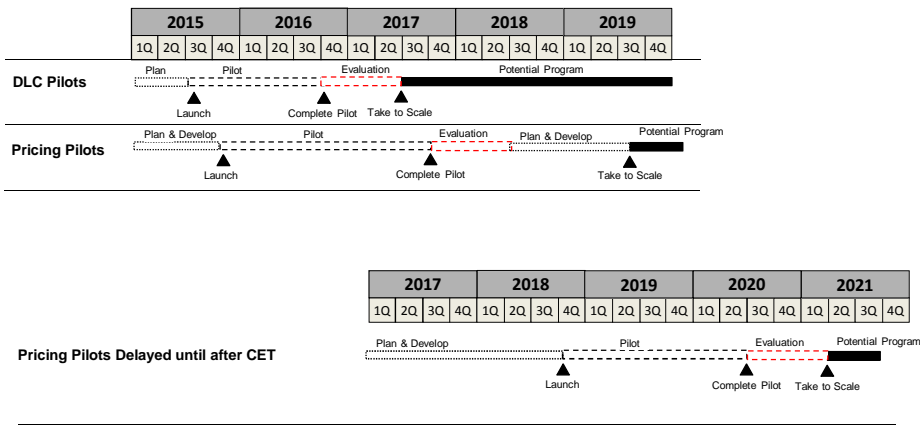 2015 2016 2017 2018 2019
1Q 2Q 3Q 4Q 1Q 2Q 3Q 4Q 1Q 2Q 3Q 4Q 1Q 2Q 3Q 4Q 1Q 2Q 3Q 4Q
Plan Pilot Evaluation Potential Program
DLC Pilots
Launch Complete Pilot Take to Scale
Plan & Develop Pilot Evaluation Plan & Develop Potential Program
Pricing Pilots
Launch Complete Pilot Take to Scale
2017 2018 2019 2020 2021
1Q 2Q 3Q 4Q 1Q 2Q 3Q 4Q 1Q 2Q 3Q 4Q 1Q 2Q 3Q 4Q 1Q 2Q 3Q 4Q
Plan & Develop Pilot Evaluation Potential Program
Pricing Pilots Delayed until after CET
Launch Complete Pilot Take to Scale